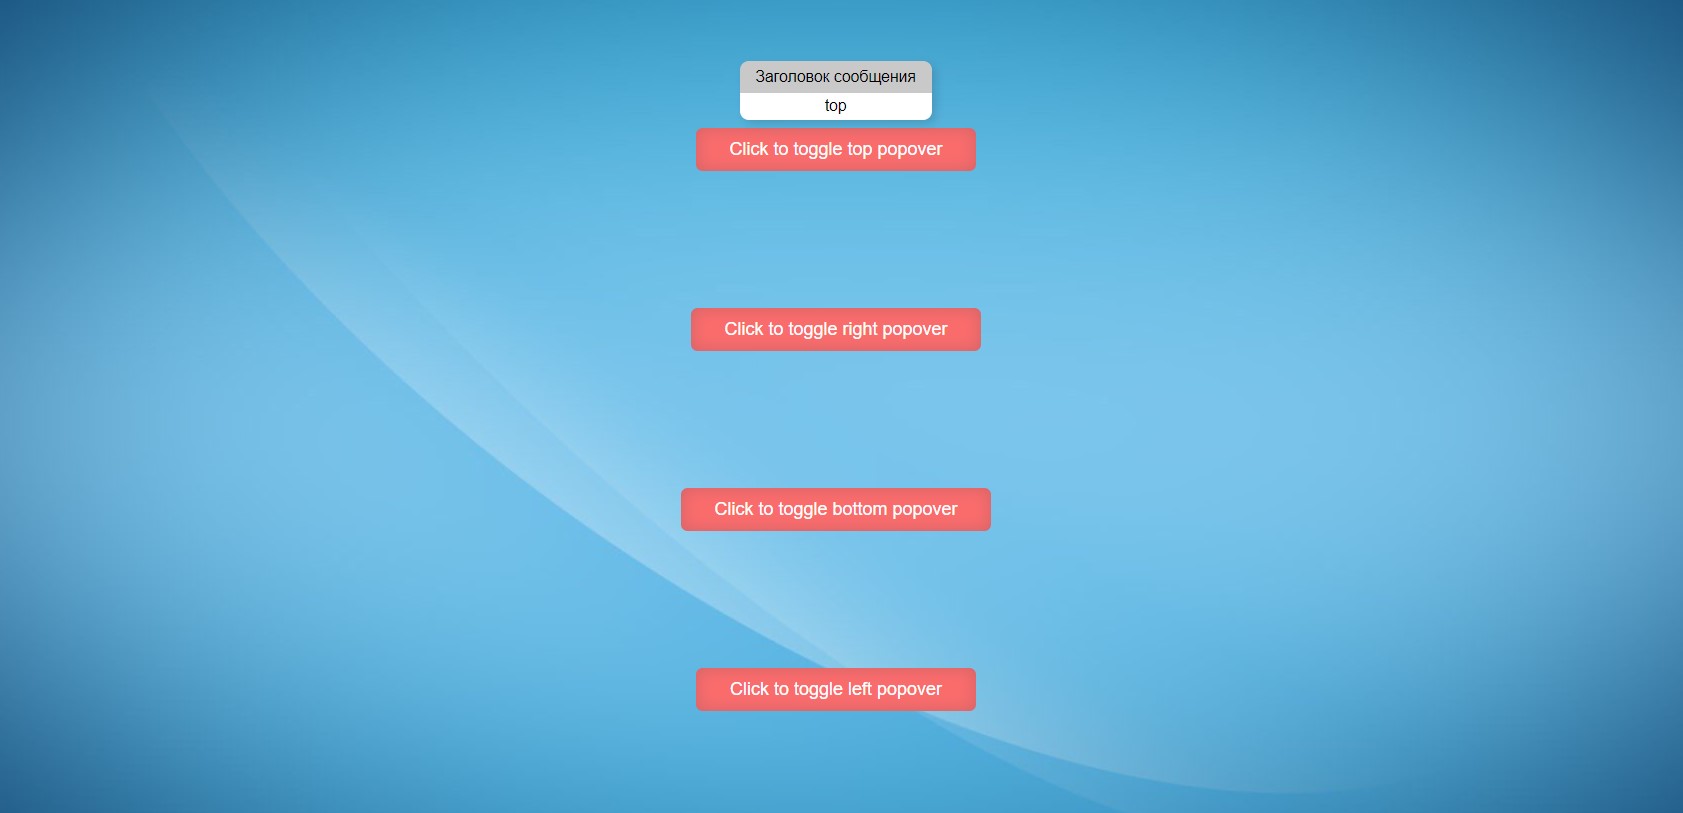 Заголовок сообщения
top
Click to toggle top popover
Click to toggle right popover
Click to toggle bottom popover
Click to toggle left popover